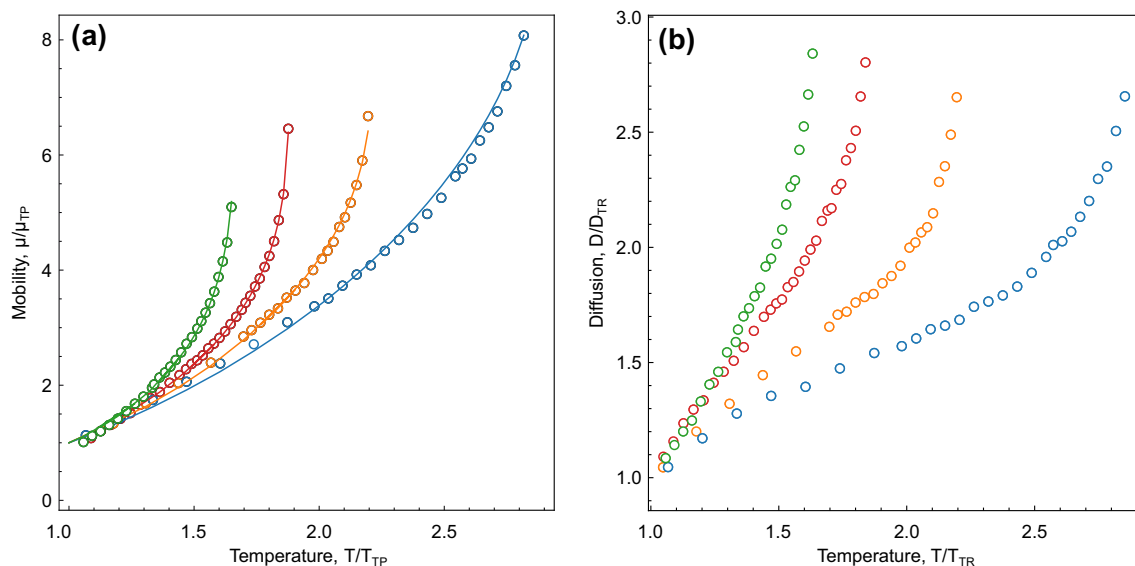 (a)
Mobility, μ/μTP
8
6
4
2
0
1.0 1.5 2.0 2.5
Temperature, T/TTP
(b)
Diffusion, D/DTR
3.0
2.5
2.0
1.5
1.0
1.0 1.5 2.0 2.5
Temperature, T/TTR